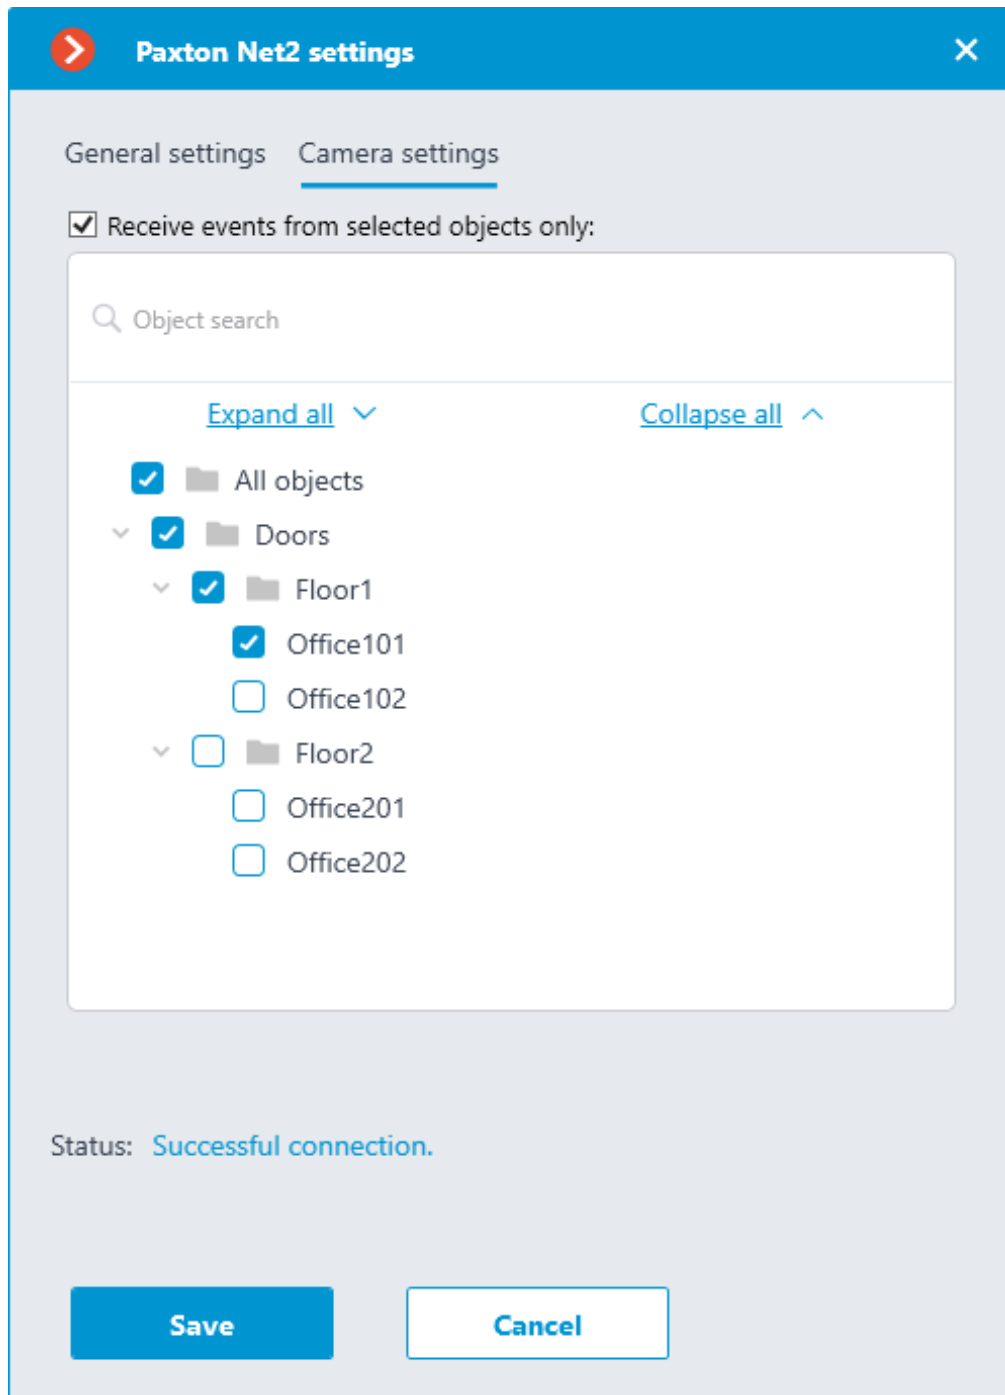 Paxton Net2 settings
General settings Camera settings
Receive events from selected objects only:
Object search
Expand all Collapse all
All objects
Doors
Floor1
Office101
Office102
Floor2
Office201
Office202
Status: Successful connection.
Save Cancel